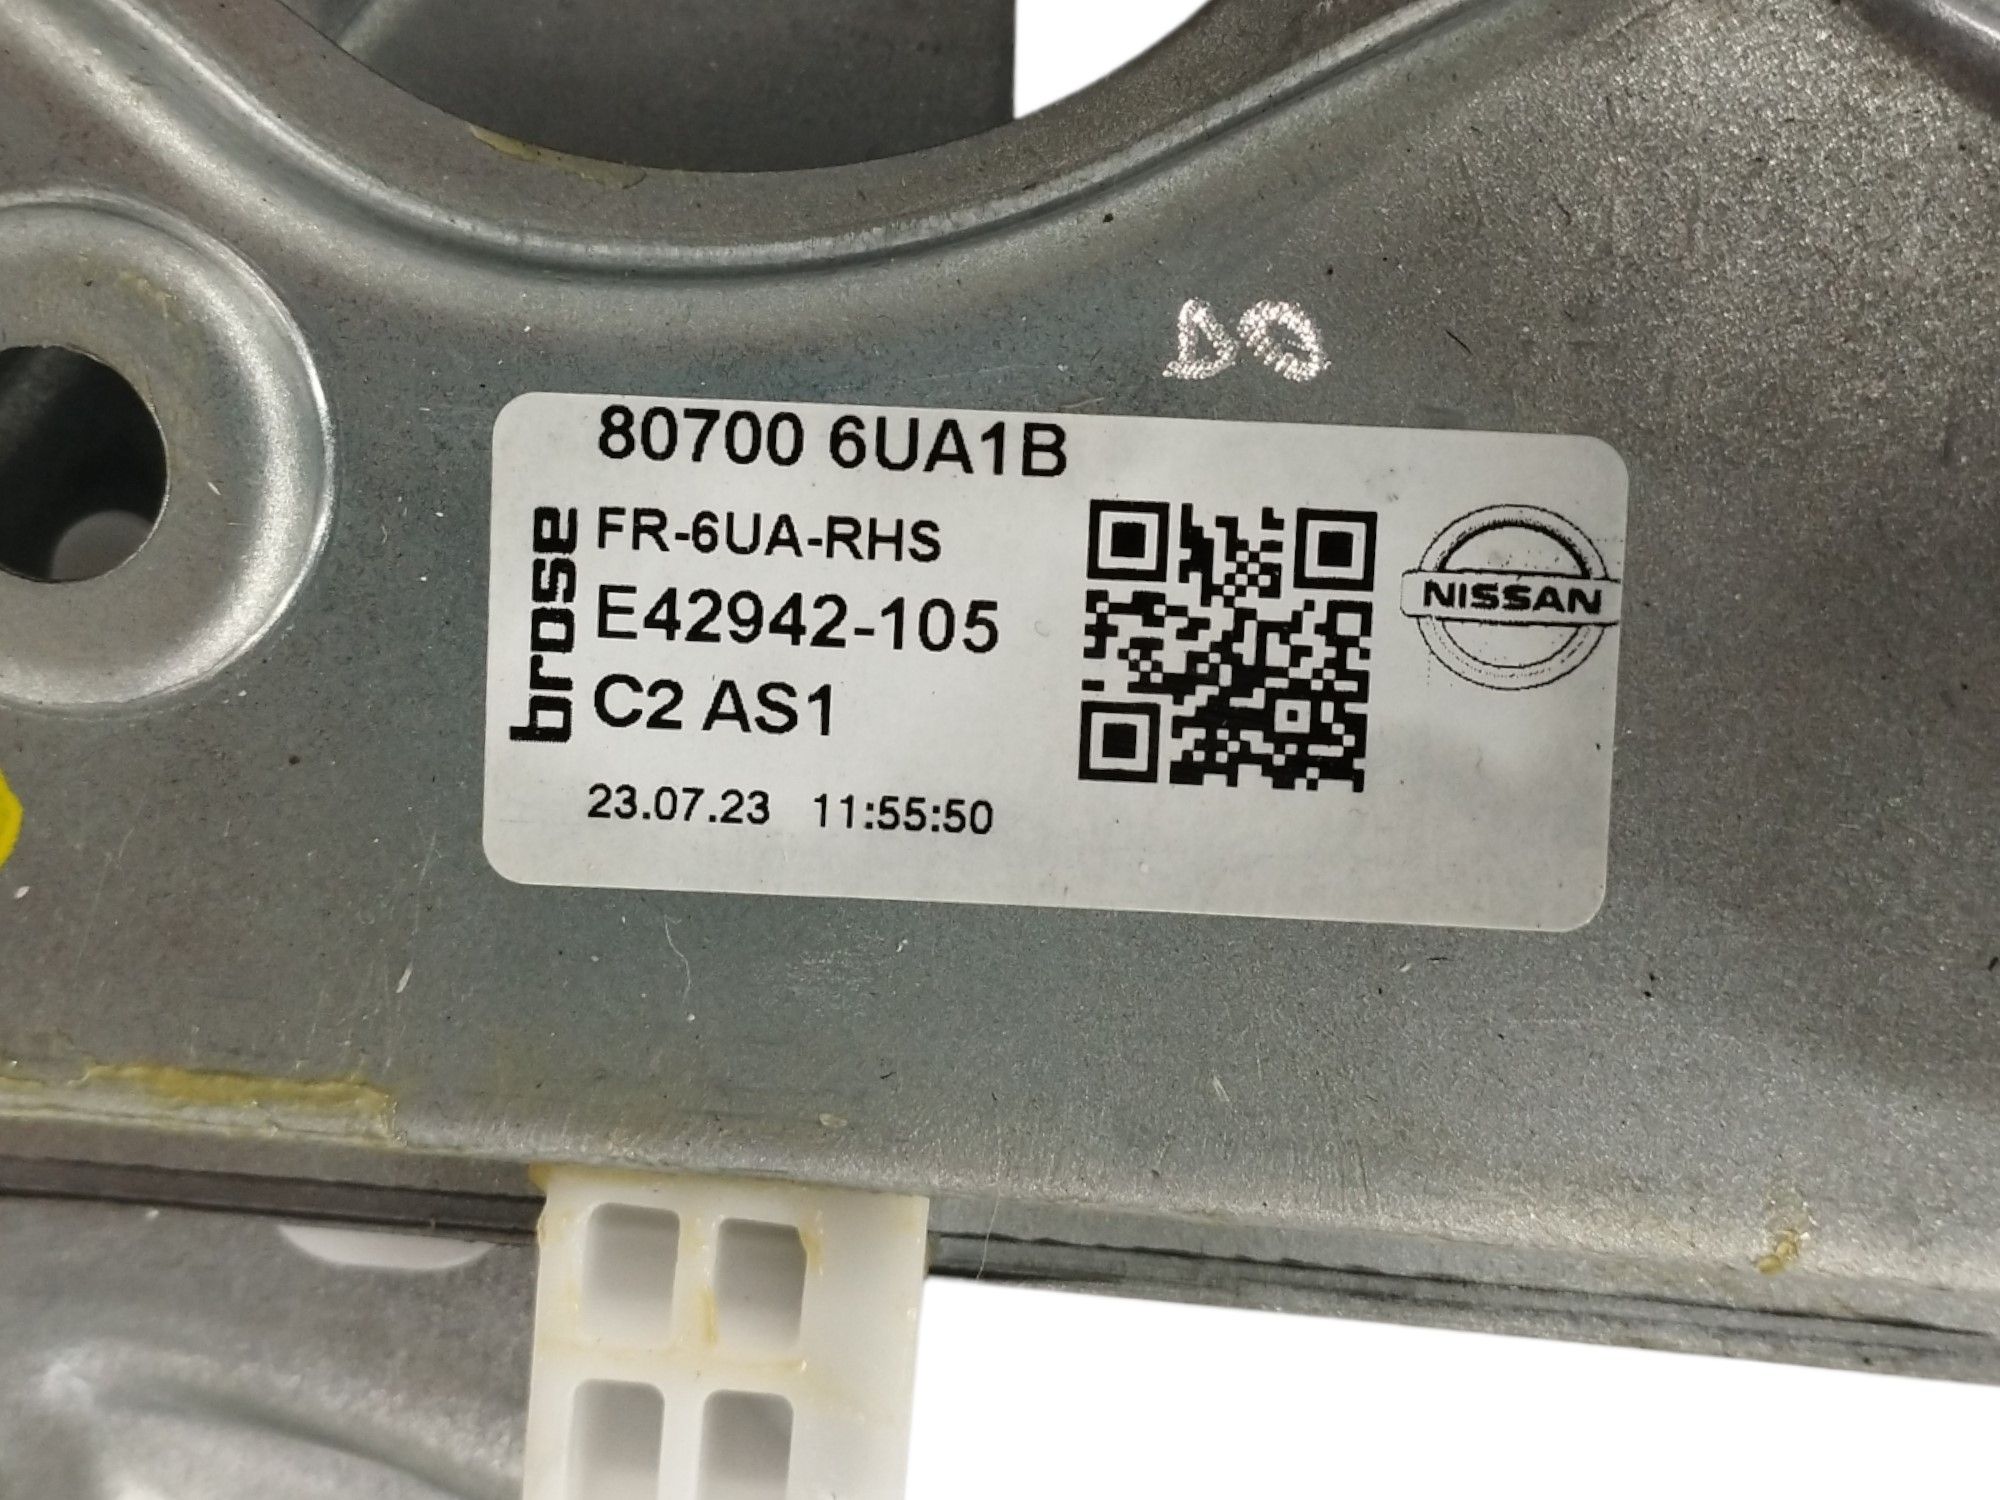 80700 6UA1B
brose
FR-6UA-RHS
E42942-105
C2 AS1
23.07.23 11:55:50
NISSAN